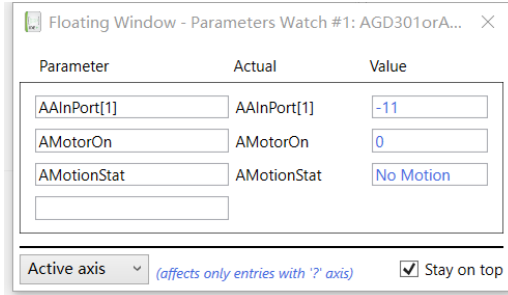 Floating Window - Parameters Watch #1: AGD301orA...
Parameter Actual Value
AAInPort[1] AAInPort[1] -11
AMotorOn AMotorOn 0
AMotionStat AMotionStat No Motion
Active axis (affects only entries with '?' axis) Stay on top